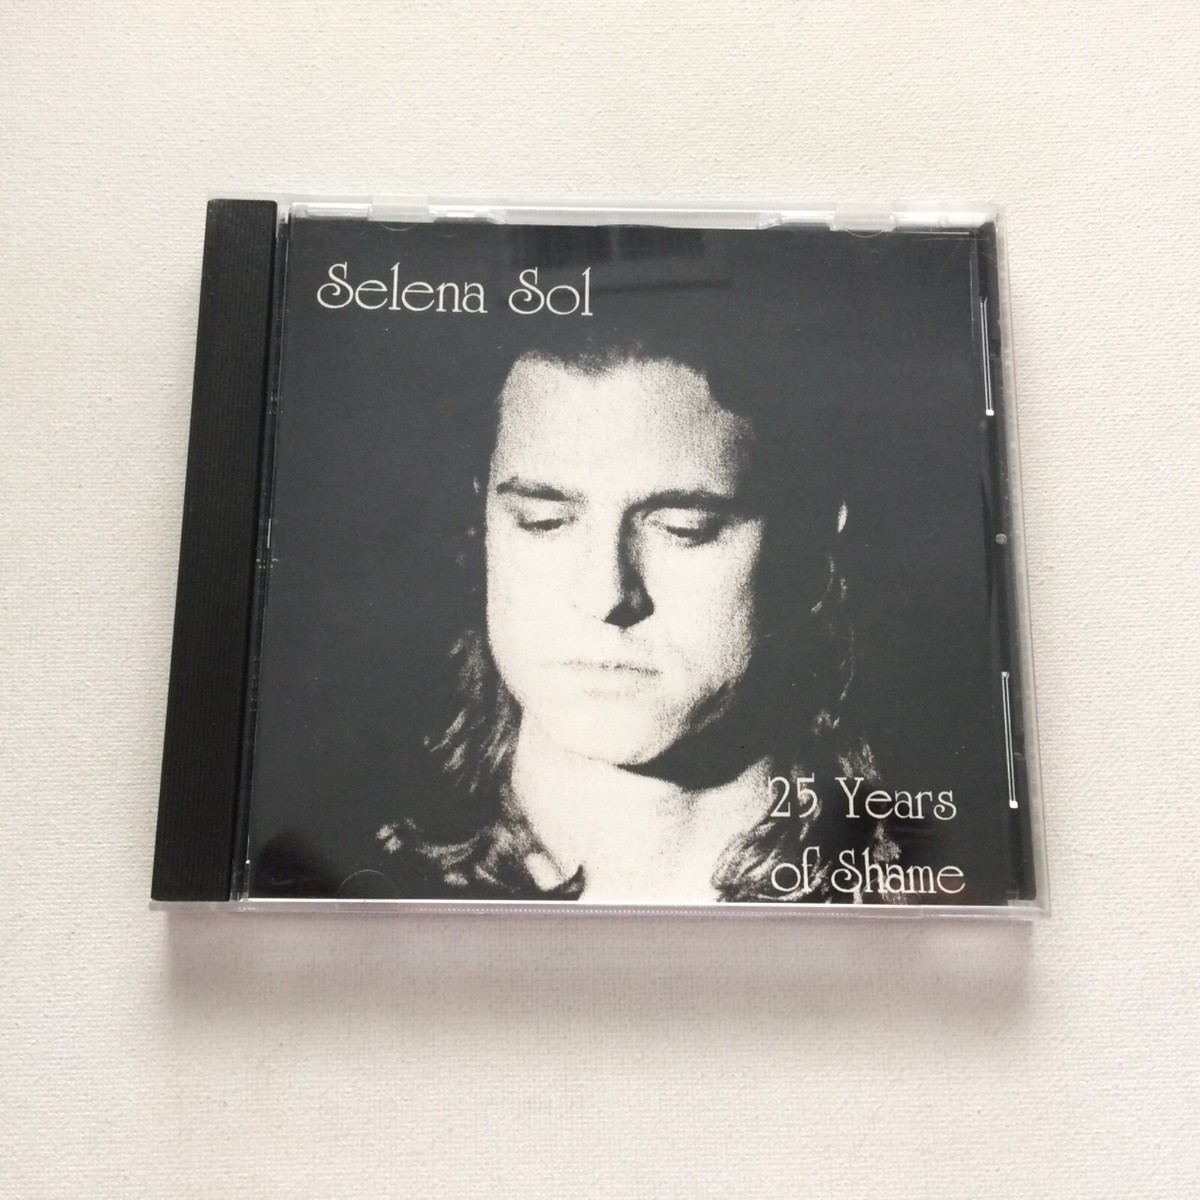 Selena Sol
25 Years
of Shame